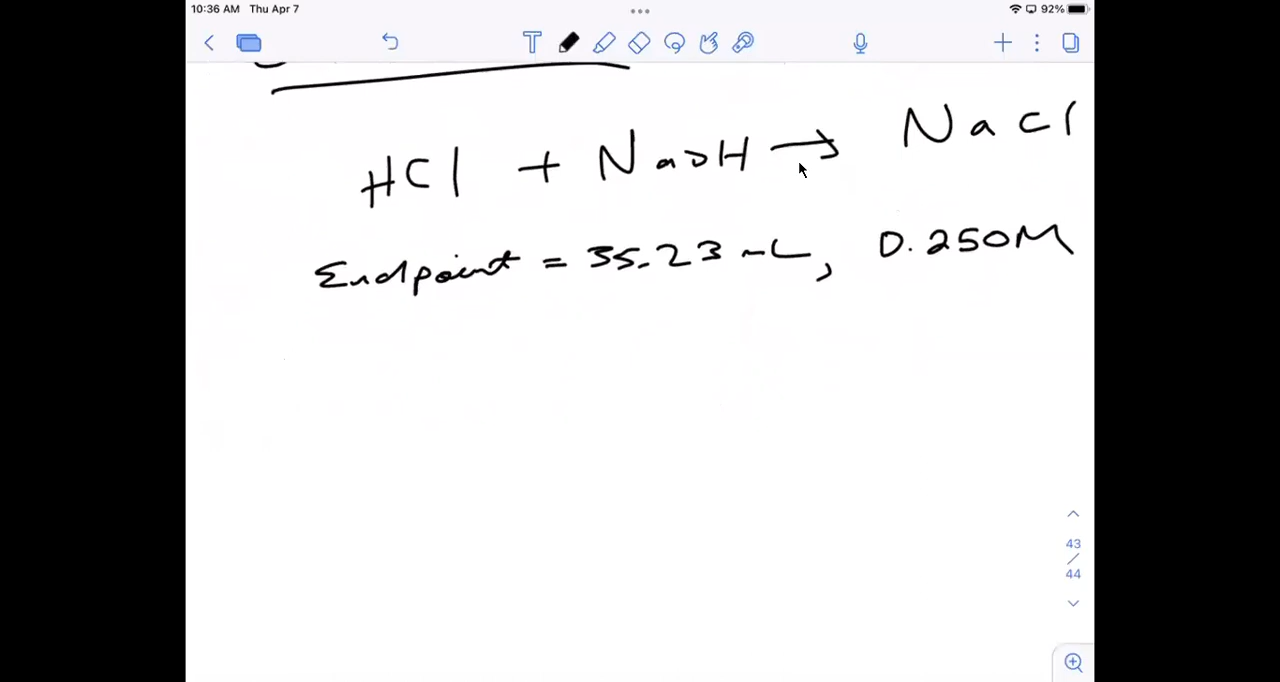 10:36 AM Thu Apr 7
92%
HCl + NaOH → NaCl
Endpoint = 35.23 mL, 0.250M
43
/
44